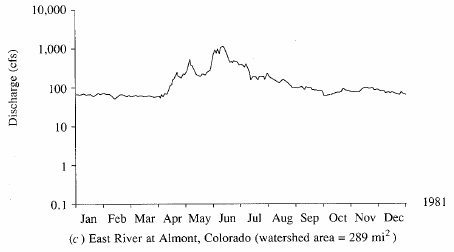 10,000
1,000
100
10
1
0.1
Discharge (cfs)
Jan Feb Mar Apr May Jun Jul Aug Sep Oct Nov Dec
1981
(c) East River at Almont, Colorado (watershed area = 289 mi²)